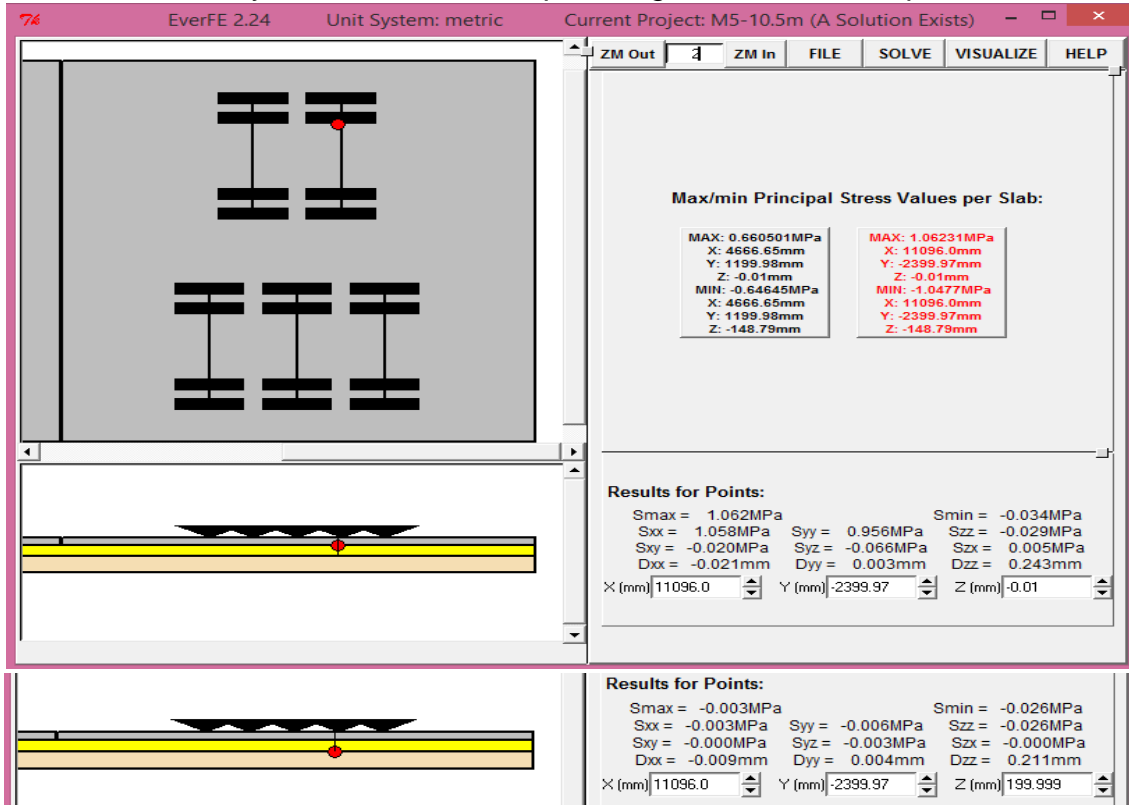 7% EverFE 2.24 Unit System: metric Current Project: M5-10.5m (A Solution Exists)
ZM Out 2 ZM In FILE SOLVE VISUALIZE HELP
Max/min Principal Stress Values per Slab:
MAX: 0.660501MPa
X: 4666.65mm
Y: 1199.98mm
Z: -0.01mm
MIN: -0.64645MPa
X: 4666.65mm
Y: 1199.98mm
Z: -148.79mm
MAX: 1.06231MPa
X: 11096.0mm
Y: -2399.97mm
Z: -0.01mm
MIN: -1.0477MPa
X: 11096.0mm
Y: -2399.97mm
Z: -148.79mm
Results for Points:
Smax = 1.062MPa Smin = -0.034MPa
Sxx = 1.058MPa Syy = 0.956MPa Szz = -0.029MPa
Sxy = -0.020MPa Syz = -0.066MPa Szx = 0.005MPa
Dxx = -0.021mm Dyy = 0.003mm Dzz = 0.243mm
X (mm) 11096.0 Y (mm) -2399.97 Z (mm) -0.01
Results for Points:
Smax = -0.003MPa Smin = -0.026MPa
Sxx = -0.003MPa Syy = -0.006MPa Szz = -0.026MPa
Sxy = -0.000MPa Syz = -0.003MPa Szx = -0.000MPa
Dxx = -0.009mm Dyy = 0.004mm Dzz = 0.211mm
X (mm) 11096.0 Y (mm) -2399.97 Z (mm) 199.999